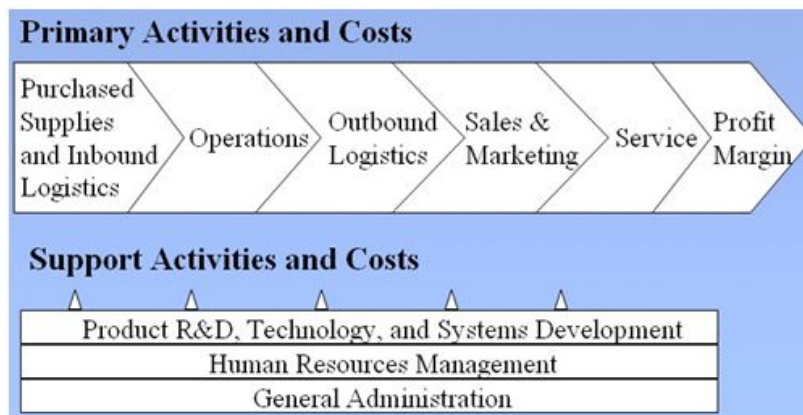 Primary Activities and Costs
Purchased
Supplies
and Inbound
Logistics
Operations
Outbound
Logistics
Sales &
Marketing
Service
Profit
Margin
Support Activities and Costs
Product R&D, Technology, and Systems Development
Human Resources Management
General Administration